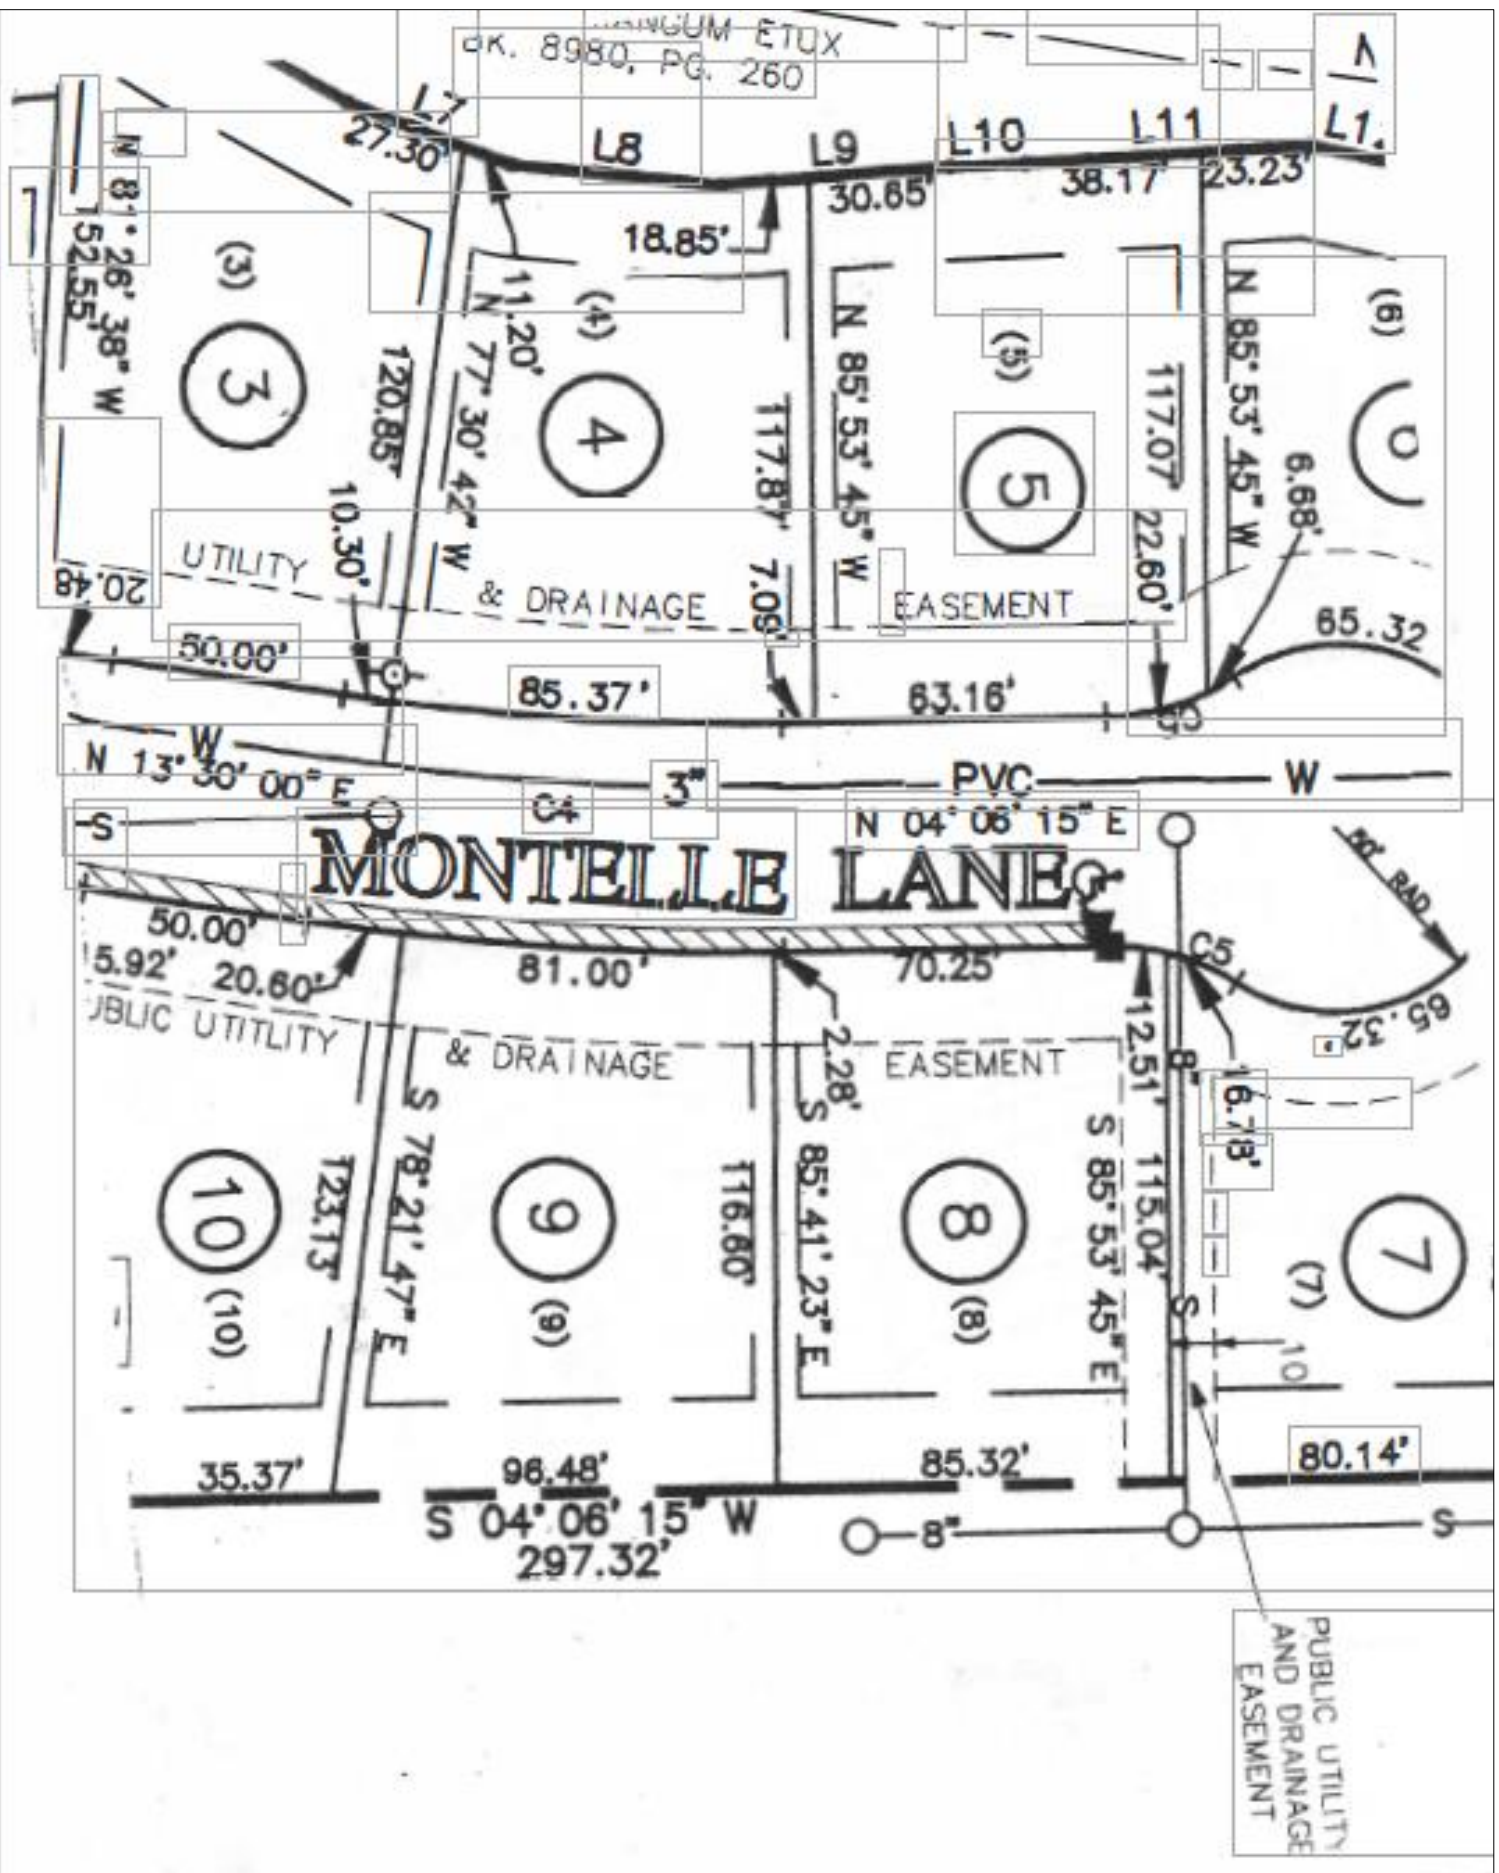 ETUX
BK. 8980, PG. 260
L7
27.30'
L8
L9
L10
L11
L1
30.65'
38.17'
23.23'
18.85'
11.20'
N 81° 26' 38" W
152.55'
(3)
3
120.85'
N 77° 30' 42" W
(4)
4
117.87'
N 85° 53' 45" W
(5)
5
117.07'
N 85° 53' 45" W
(6)
6.68'
20.48
UTILITY
10.30'
& DRAINAGE
7.09'
EASEMENT
22.60'
65.32
50.00'
85.37'
63.16'
W
3"
PVC
W
N 13° 30' 00" E
N 04° 06' 15" E
S
MONTELLE LANE
50' RAD
50.00'
5.92'
20.60'
81.00'
70.25'
C5
65.32
UBLIC UTITLITY
& DRAINAGE
2.28'
EASEMENT
12.51'
8"
16.78'
10
(10)
123.13'
S 78° 21' 47" E
9
(9)
116.60'
S 85° 41' 23" E
8
(8)
S 85° 53' 45" E
115.04'
S
10
7
(7)
35.37'
96.48'
85.32'
80.14'
S 04° 06' 15" W
297.32'
8"
S
PUBLIC UTILITY
AND DRAINAGE
EASEMENT